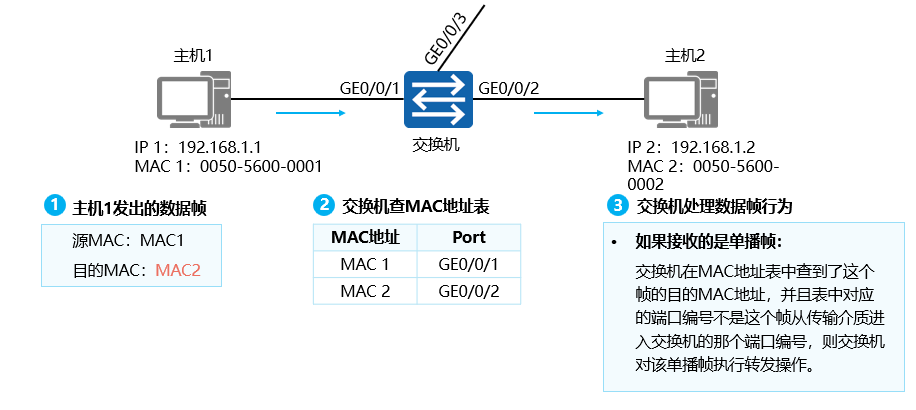 GE0/0/3
主机1
主机2
GE0/0/1
GE0/0/2
交换机
IP 1：192.168.1.1
MAC 1：0050-5600-0001
IP 2：192.168.1.2
MAC 2：0050-5600-
0002
1 主机1发出的数据帧
源MAC：MAC1
目的MAC：MAC2
2 交换机查MAC地址表
MAC地址 Port
MAC 1 GE0/0/1
MAC 2 GE0/0/2
3 交换机处理数据帧行为
• 如果接收的是单播帧：
交换机在MAC地址表中查到了这个
帧的目的MAC地址，并且表中对应
的端口编号不是这个帧从传输介质进
入交换机的那个端口编号，则交换机
对该单播帧执行转发操作。